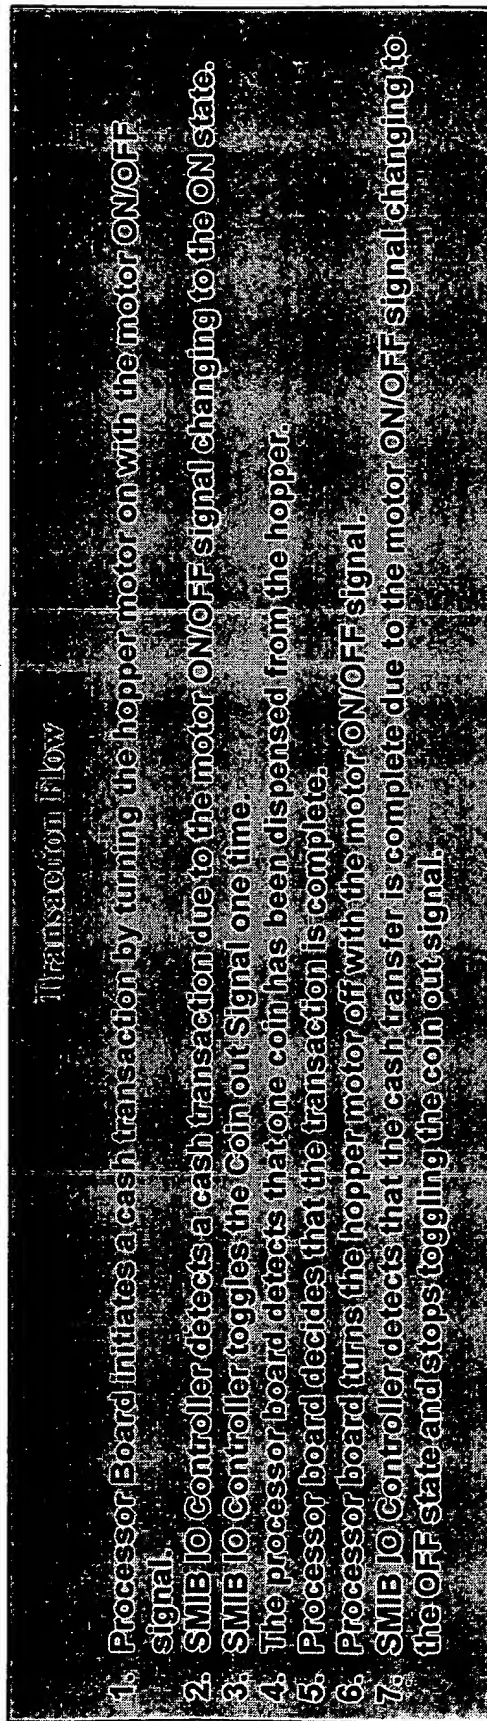 Transaction Flow
1. Processor Board initiates a cash transaction by turning the hopper motor on with the motor ON/OFF
signal.
2. SMIB IO Controller detects a cash transaction due to the motor ON/OFF signal changing to the ON state.
3. SMIB IO Controller toggles the Coin out Signal one time.
4. The processor board detects that one coin has been dispensed from the hopper.
5. Processor board decides that the transaction is complete.
6. Processor board turns the hopper motor off with the motor ON/OFF signal.
7. SMIB IO Controller detects that the cash transfer is complete due to the motor ON/OFF signal changing to
the OFF state and stops toggling the coin out signal.